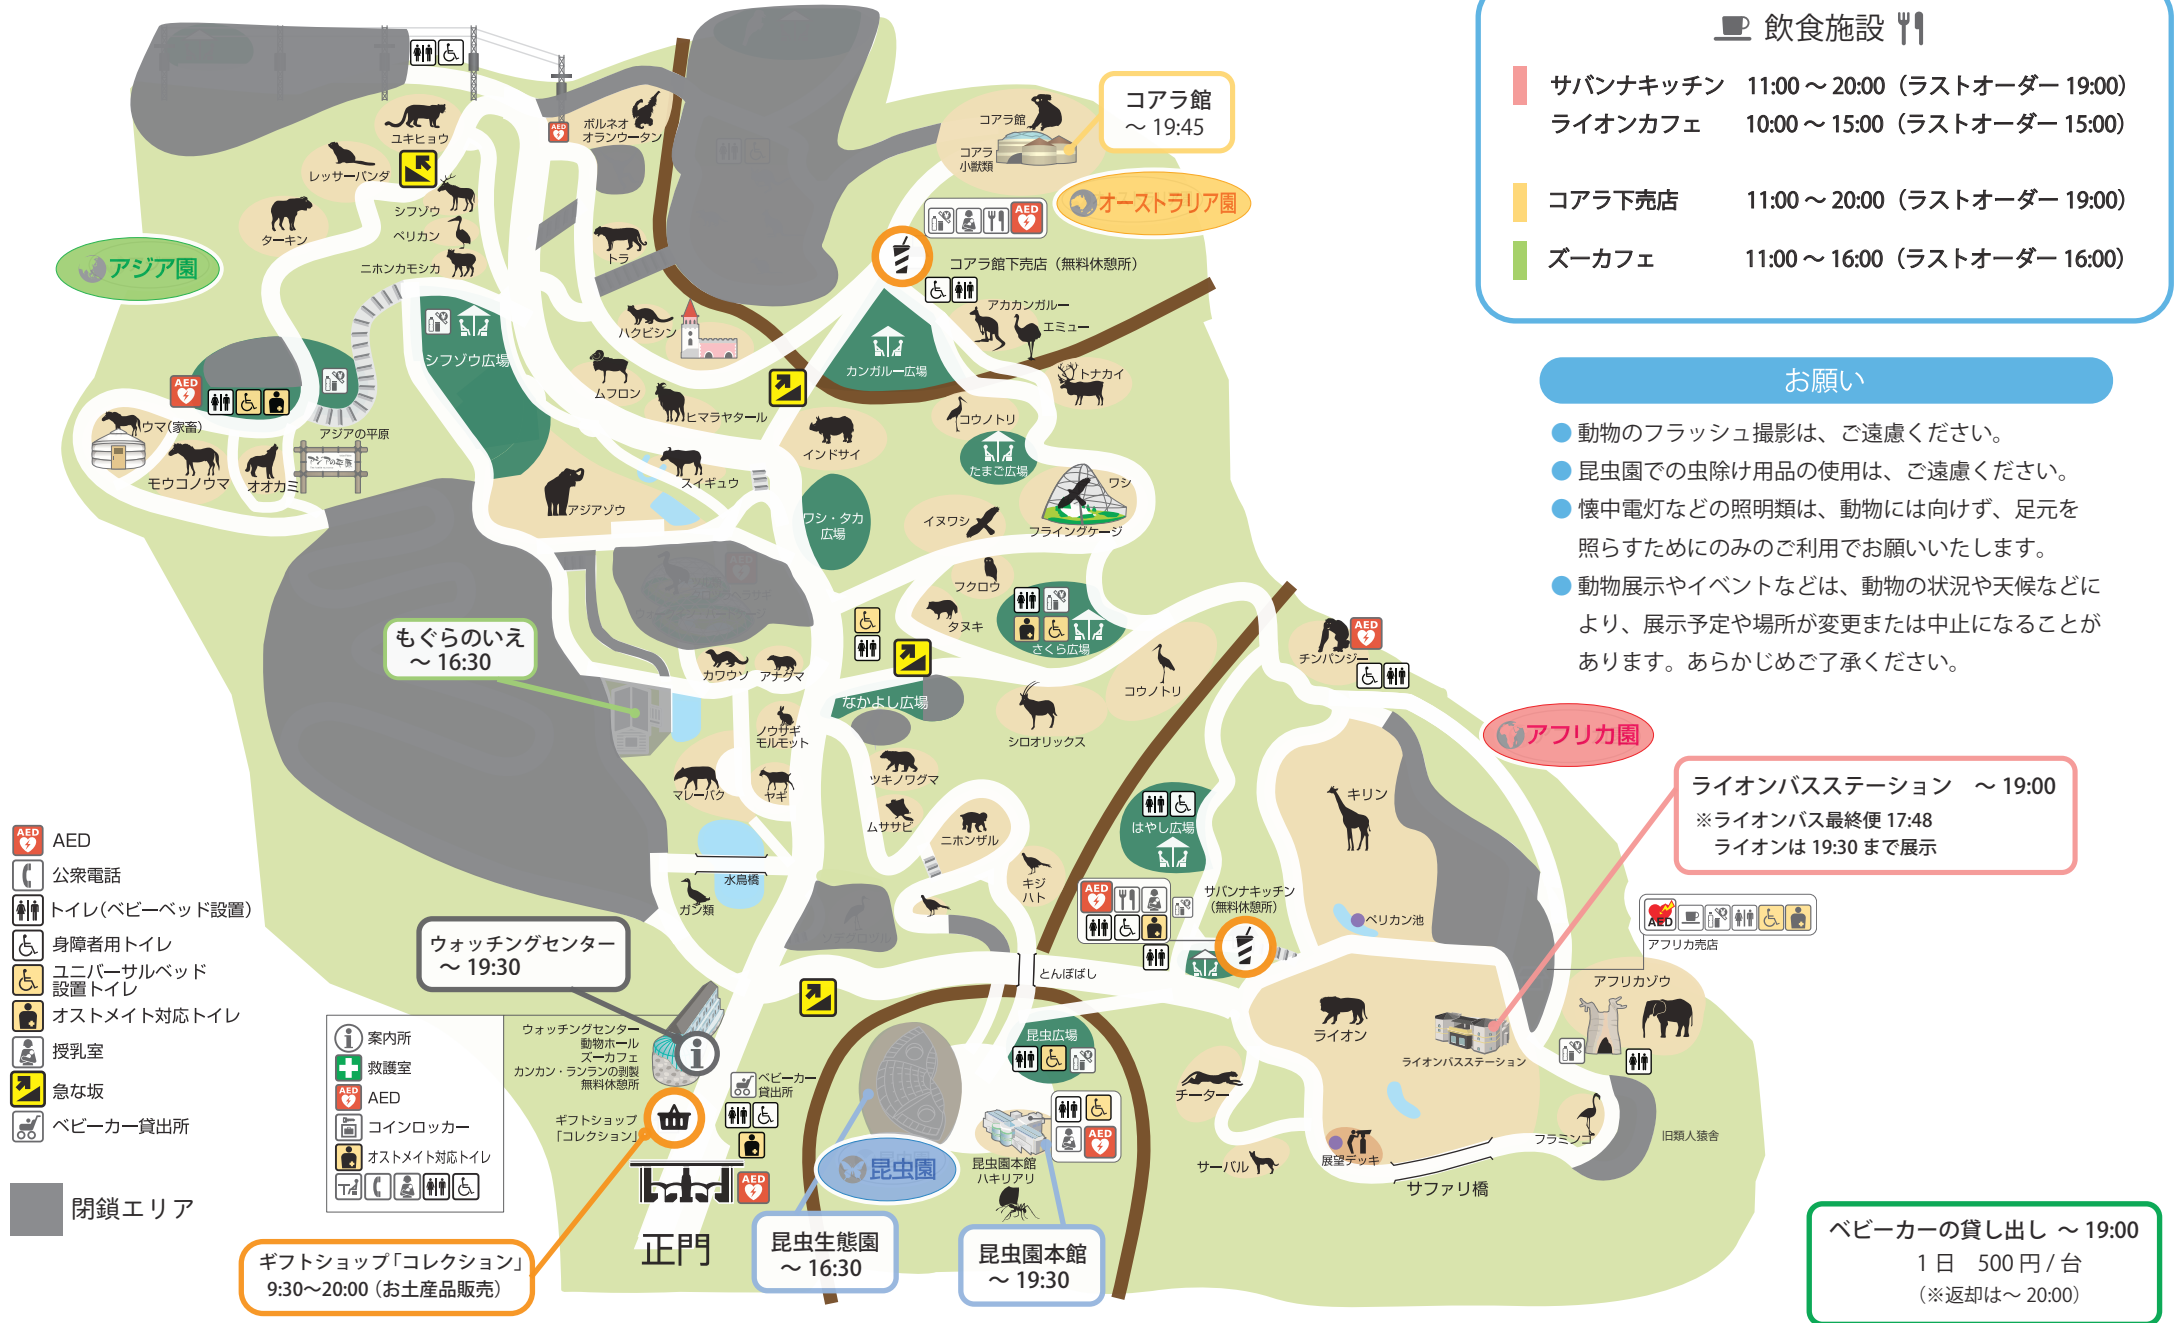 飲食施設
サバンナキッチン 11:00 ～ 20:00（ラストオーダー 19:00）
ライオンカフェ 10:00 ～ 15:00（ラストオーダー 15:00）
コアラ下売店 11:00 ～ 20:00（ラストオーダー 19:00）
ズーカフェ 11:00 ～ 16:00（ラストオーダー 16:00）
お願い
● 動物のフラッシュ撮影は、ご遠慮ください。
● 昆虫園での虫除け用品の使用は、ご遠慮ください。
● 懐中電灯などの照明類は、動物には向けず、足元を
照らすためにのみのご利用でお願いいたします。
● 動物展示やイベントなどは、動物の状況や天候などに
より、展示予定や場所が変更または中止になることが
あります。あらかじめご了承ください。
コアラ館
～ 19:45
コアラ館
コアラ
小獣類
オーストラリア園
AED
コアラ館下売店（無料休憩所）
アカカンガルー
エミュー
カンガルー広場
トナカイ
ユキヒョウ
AED
ボルネオ
オランウータン
レッサーパンダ
シフゾウ
ターキン
ペリカン
ニホンカモシカ
トラ
アジア園
ハクビシン
シフゾウ広場
ムフロン
ヒマラヤタール
AED
ウマ（家畜）
アジアの平原
モウコノウマ
オオカミ
アジアゾウ
スイギュウ
インドサイ
コウノトリ
たまご広場
ワシ
フライングケージ
イヌワシ
ワシ・タカ
広場
フクロウ
タヌキ
さくら広場
コウノトリ
シロオリックス
もぐらのいえ
～ 16:30
カワウソ
アナグマ
なかよし広場
ノウサギ
モルモット
マレーバク
ヤギ
ツキノワグマ
ムササビ
ニホンザル
キジ
ハト
水鳥橋
ガン類
チンパンジー
AED
アフリカ園
キリン
はやし広場
サバンナキッチン
（無料休憩所）
AED
ペリカン池
ライオンバスステーション ～ 19:00
※ライオンバス最終便 17:48
ライオンは 19:30 まで展示
AED
アフリカ売店
アフリカゾウ
ライオン
ライオンバスステーション
チーター
サーバル
展望デッキ
サファリ橋
フラミンゴ
旧類人猿舎
とんぼばし
ウォッチングセンター
～ 19:30
ウォッチングセンター
動物ホール
ズーカフェ
カンカン・ランランの剥製
無料休憩所
ギフトショップ
「コレクション」
ベビーカー
貸出所
AED
正門
昆虫広場
昆虫園本館
ハキリアリ
AED
昆虫園
昆虫生態園
～ 16:30
昆虫園本館
～ 19:30
ギフトショップ「コレクション」
9:30～20:00（お土産品販売）
AED
AED
公衆電話
トイレ（ベビーベッド設置）
身障者用トイレ
ユニバーサルベッド
設置トイレ
オストメイト対応トイレ
授乳室
急な坂
ベビーカー貸出所
閉鎖エリア
案内所
救護室
AED
AED
コインロッカー
オストメイト対応トイレ
ベビーカーの貸し出し ～ 19:00
1 日 500 円 / 台
（※返却は～ 20:00）